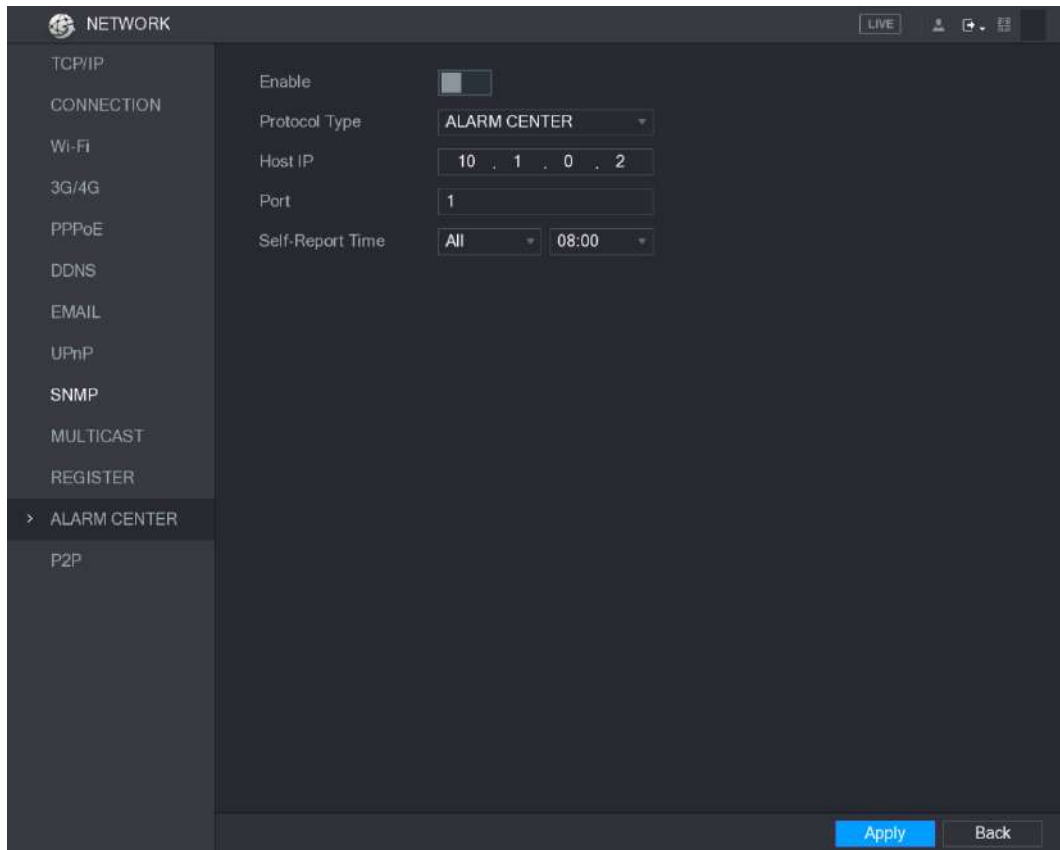 NETWORK
LIVE
TCP/IP
CONNECTION
Wi-Fi
3G/4G
PPPoE
DDNS
EMAIL
UPnP
SNMP
MULTICAST
REGISTER
ALARM CENTER
P2P
Enable
Protocol Type ALARM CENTER
Host IP 10 . 1 . 0 . 2
Port 1
Self-Report Time All 08:00
Apply Back